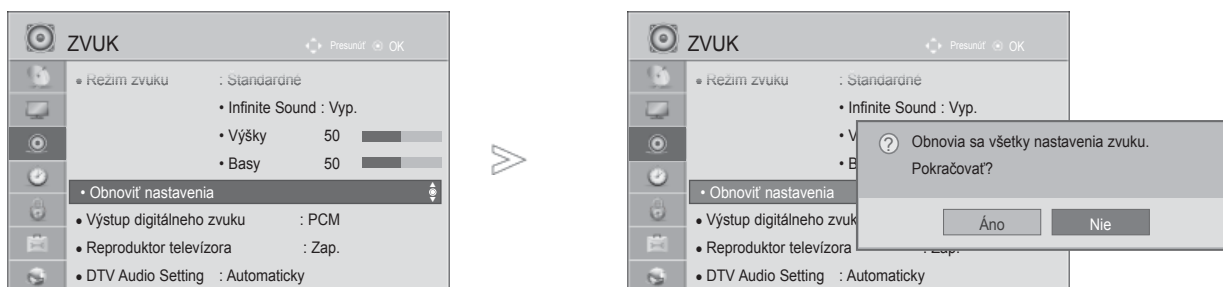 ZVUK
Presunúť
OK
• Režim zvuku : Štandardné
• Infinite Sound : Vyp.
• Výšky 50
• Basy 50
• Obnoviť nastavenia
• Výstup digitálneho zvuku : PCM
• Reproduktor televízora : Zap.
• DTV Audio Setting : Automaticky
ZVUK
Presunúť
OK
• Režim zvuku : Štandardné
• Infinite Sound : Vyp.
• V
• B
• Obnoviť nastavenia
• Výstup digitálneho zvuk
• Reproduktor televízora : Zap.
• DTV Audio Setting : Automaticky
? Obnovia sa všetky nastavenia zvuku.
Pokračovať?
Áno
Nie